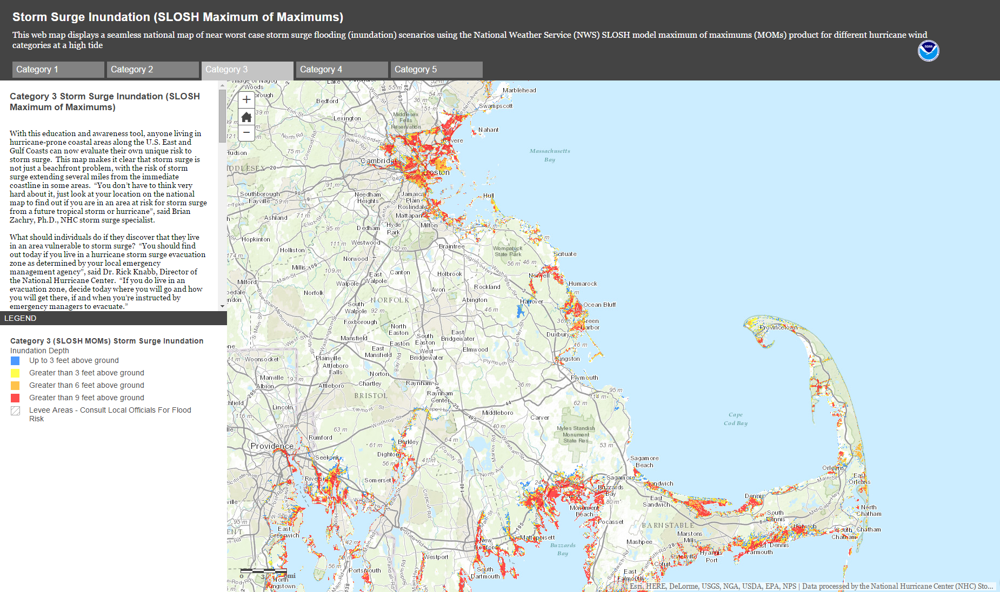 Storm Surge Inundation (SLOSH Maximum of Maximums)
This web map displays a seamless national map of near worst case storm surge flooding (inundation) scenarios using the National Weather Service (NWS) SLOSH model maximum of maximums (MOMs) product for different hurricane wind
categories at a high tide
NOAA
Category 1
Category 2
Category 3
Category 4
Category 5
Category 3 Storm Surge Inundation (SLOSH
Maximum of Maximums)
With this education and awareness tool, anyone living in
hurricane-prone coastal areas along the U.S. East and
Gulf Coasts can now evaluate their own unique risk to
storm surge.  This map makes it clear that storm surge is
not just a beachfront problem, with the risk of storm
surge extending several miles from the immediate
coastline in some areas.  “You don’t have to think very
hard about it, just look at your location on the national
map to find out if you are in an area at risk for storm surge
from a future tropical storm or hurricane”, said Brian
Zachry, Ph.D., NHC storm surge specialist.
What should individuals do if they discover that they live
in an area vulnerable to storm surge?  “You should find
out today if you live in a hurricane storm surge evacuation
zone as determined by your local emergency
management agency”, said Dr. Rick Knabb, Director of
the National Hurricane Center.  “If you do live in an
evacuation zone, decide today where you will go and how
you will get there, if and when you’re instructed by
emergency managers to evacuate.”
LEGEND
Category 3 (SLOSH MOMs) Storm Surge Inundation
Inundation Depth
Up to 3 feet above ground
Greater than 3 feet above ground
Greater than 6 feet above ground
Greater than 9 feet above ground
Levee Areas - Consult Local Officials For Flood
Risk
Woods
Lake
Marblehead
Bedford
Swampscott
Lexington
Middlesex
Fells
Reservation
Nahant
Revere
Massachusetts
Bay
Hudson
Cambridge
Boston
Southborough
Fayville
Needham
Heights
Jamaica
Plain
Roslindale
Hull
Ashland
Mattapan
Hyde
Park
Milton
Dedham
Hopkinton
Westwood
Braintree
Wompatuck
State Park
Holliston
Scituate
Norwood
Millis
Canton
Holbrook
Norwell
East
Walpole
Milford
Walpole
Humarock
Rockland
Norfolk
Avon
NORFOLK
Abington
Hanover
South
Walpole
Ocean Bluff
Foxborough
Green
Harbor
North
Easton
Provincetown
Mansfield
South
Easton
East
Bridgewater
Duxbury
Easton
East
Mansfield
West
Bridgewater
Elmwood
Woonsocket
Plainville
Kingston
Attleboro
Falls
Norton
Manville
Plymouth
Albion
Attleboro
Chartley
Raynham
BRISTOL
Raynham
Center
Lincoln
Middleboro
Carver
Cape
Cod Bay
Myles Standish
Monument
State Res
Rumford
Berkley
Providence
Dighton
Seekonk
Sagamore
Beach
Orleans
Riverside
Somerset
Sagamore
Sandwich
East
Orleans
Buzzards
Bay
East
Sandwich
Dennis
Monument
Beach
South
Dennis
North
Chatham
Pocasset
BARNSTABLE
Harwich
East
Greenwich
Mattapoisett
Marstons
Mills
South
Chatham
Chatham
New
Bedford
Mashpee
Buzzards
Bay
West Dennis
Yarmouth
Hyannis
Port
Westport
Osterville
Cotuit
Portsmouth
South
Dartmouth
East
Falmouth
North
Kingstown
0 3 6mi
Esri, HERE, DeLorme, USGS, NGA, USDA, EPA, NPS | Data processed by the National Hurricane Center (NHC) Sto...